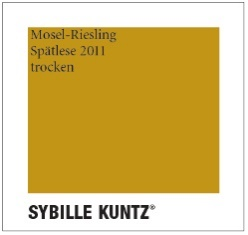 Mosel-Riesling
Spätlese 2011
trocken
SYBILLE KUNTZ®